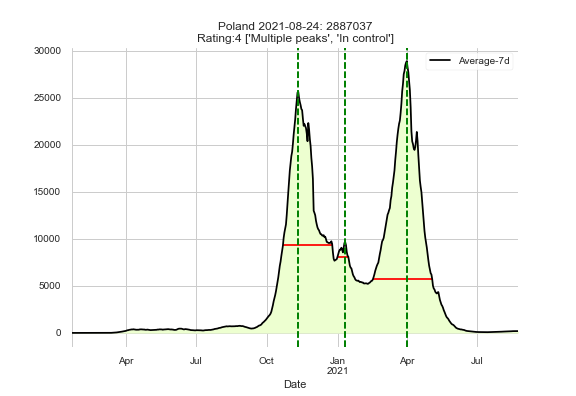 Poland 2021-08-24: 2887037
Rating:4 ['Multiple peaks', 'In control']
Average-7d
30000
25000
20000
15000
10000
5000
0
Apr Jul Oct Jan Apr Jul
2021
Date